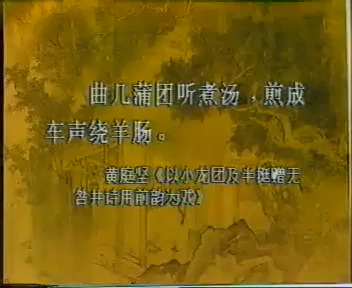 曲几蒲团听煮汤，煎成
车声绕羊肠。
黄庭坚《以小龙团及半挺赠无
咎并诗用前韵为戏》